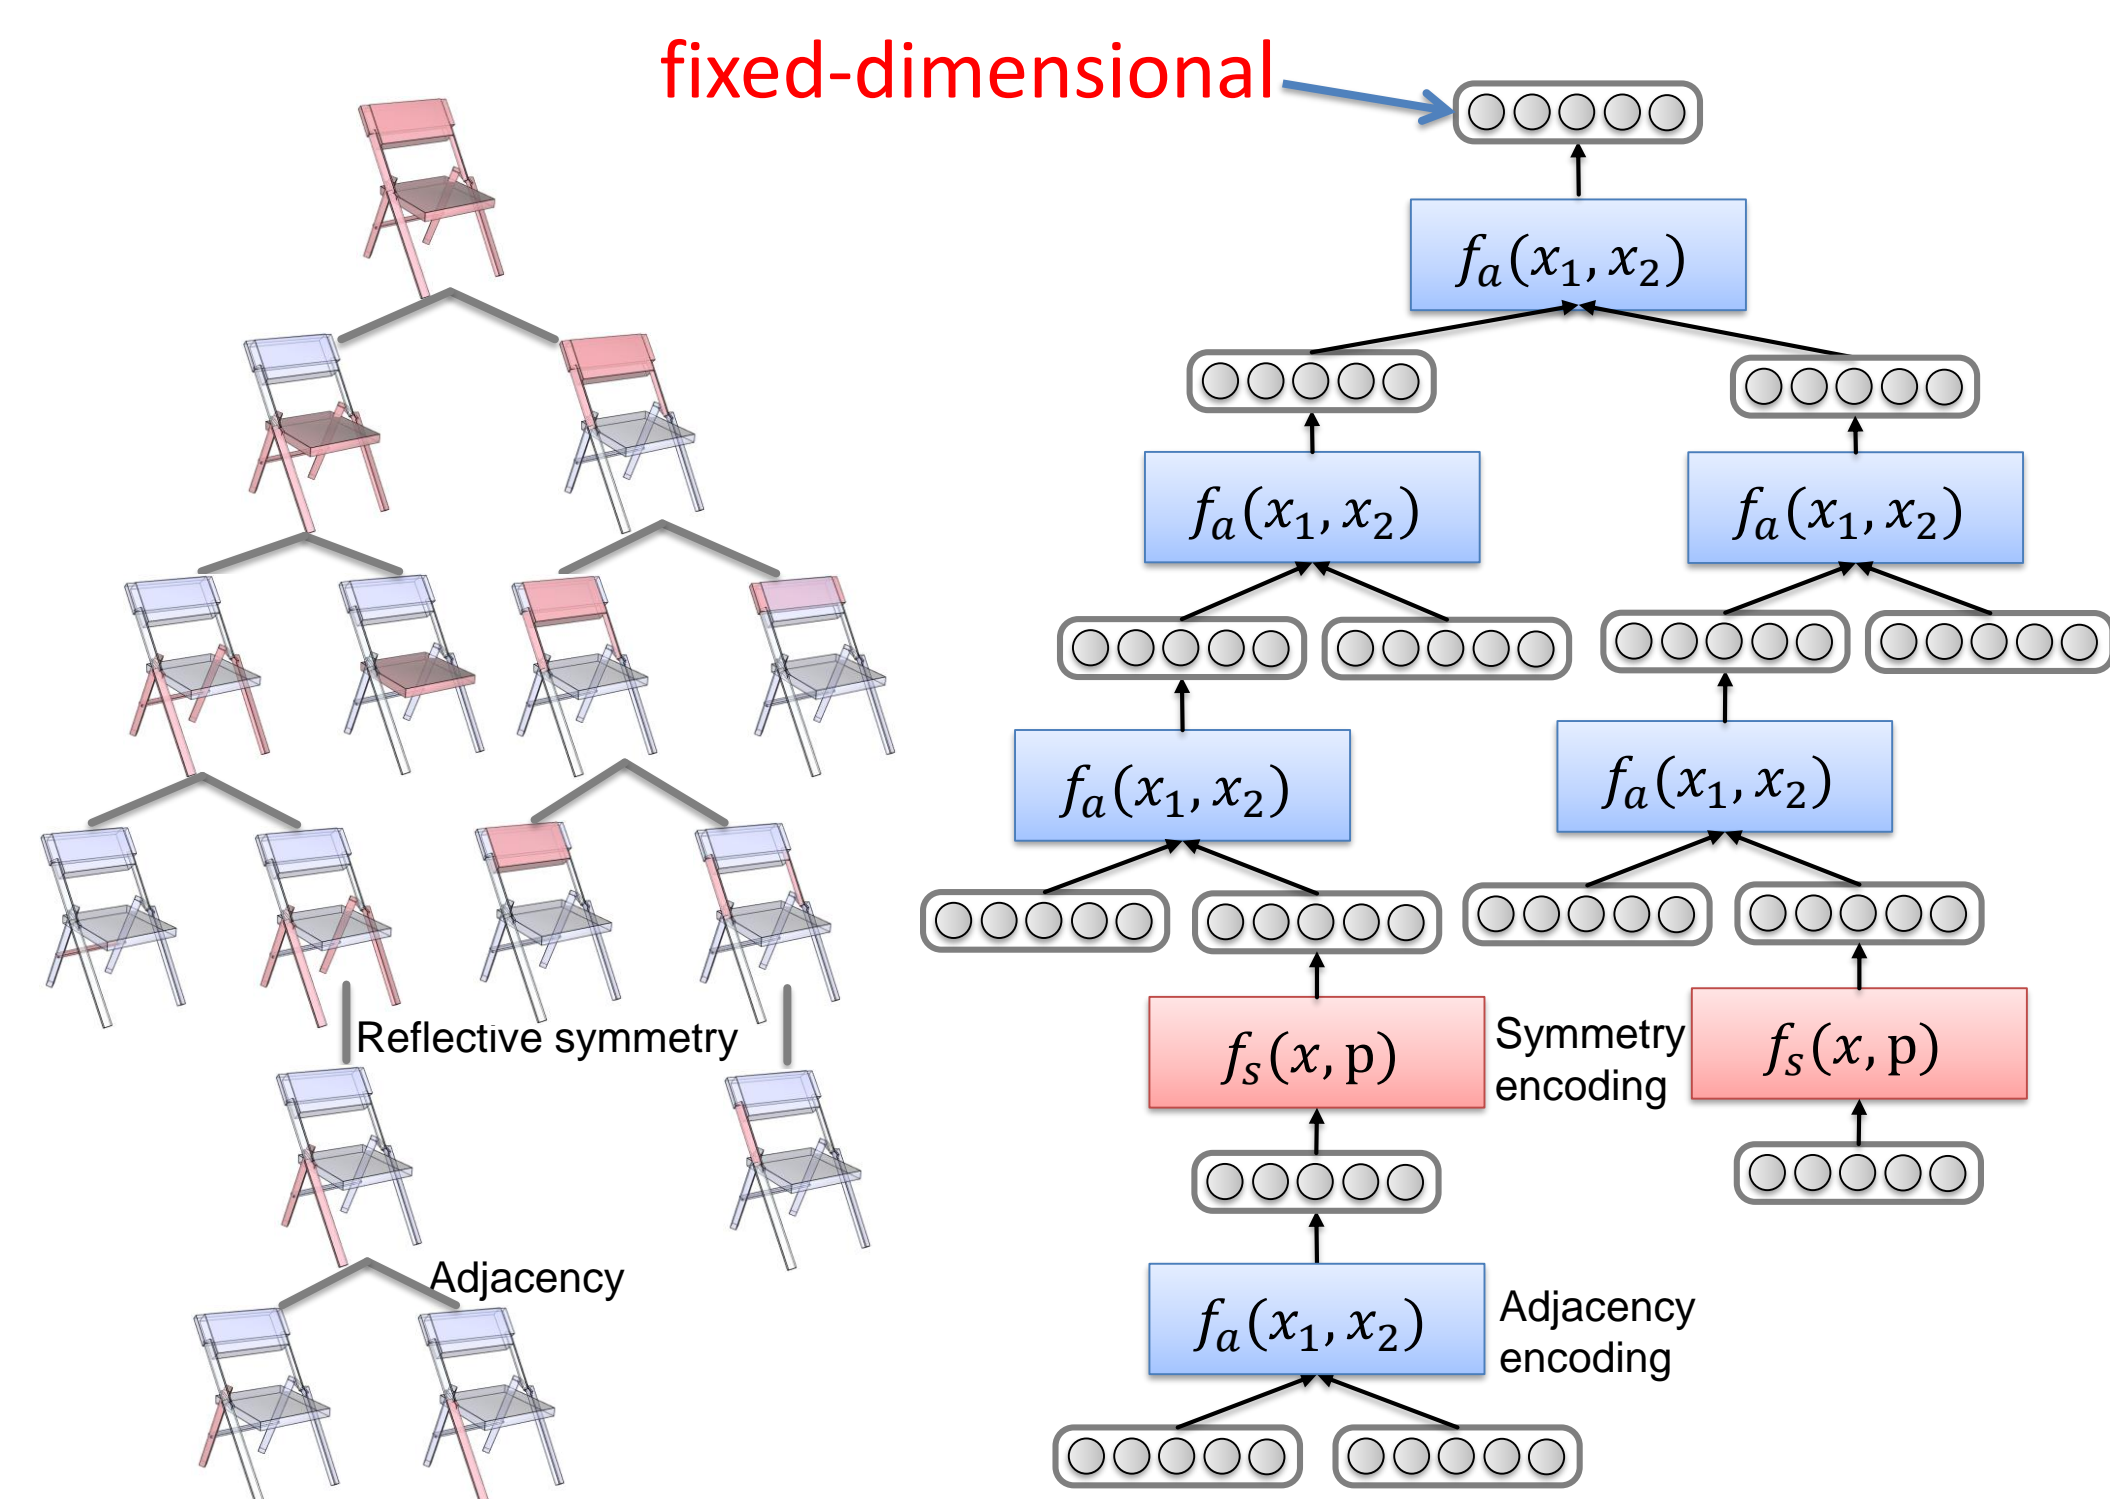 fixed-dimensional
fₐ(x₁, x₂)
fₐ(x₁, x₂)
fₐ(x₁, x₂)
fₐ(x₁, x₂)
fₐ(x₁, x₂)
Reflective symmetry
fₛ(x, p)
Symmetry
encoding
fₛ(x, p)
Adjacency
fₐ(x₁, x₂)
Adjacency
encoding